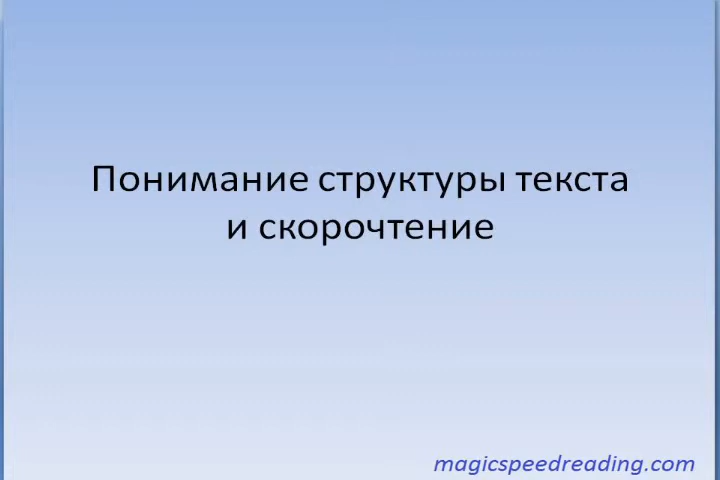 Понимание структуры текста
и скорочтение
magicspeedreading.com